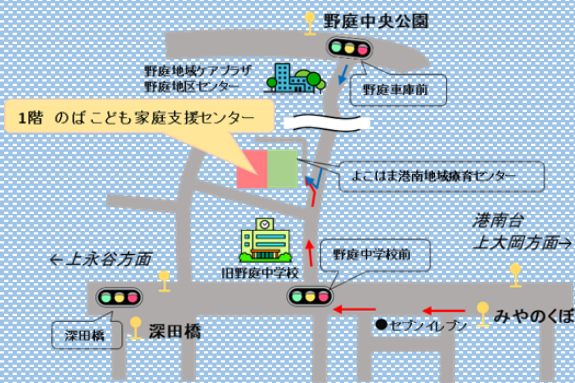 野庭中央公園
野庭地域ケアプラザ
野庭地区センター
野庭車庫前
1階 のばこども家庭支援センター
よこはま港南地域療育センター
港南台
上大岡方面→
←上永谷方面
野庭中学校前
旧野庭中学校
深田橋
深田橋
セブンイレブン
みやのくぼ